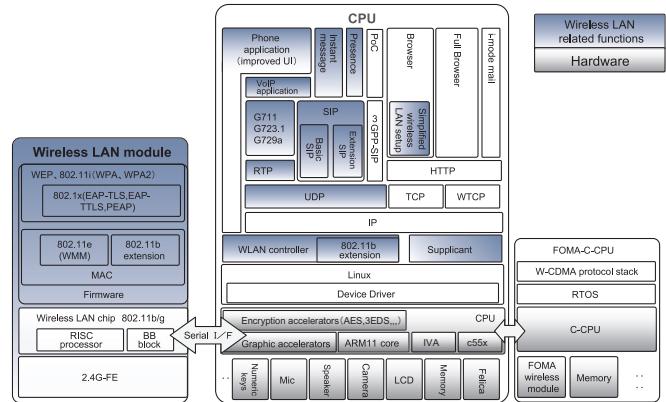 CPU
Phone
application
(improved UI)
Instant
message
Presence
PoC
Browser
Full Browser
i-mode mail
Wireless LAN
related functions
Hardware
VoIP
application
G711
G723.1
G729a
SIP
Basic
SIP
Extension
SIP
3 GPP-SIP
Simplified
wireless
LAN setup
RTP
HTTP
UDP
TCP
WTCP
IP
WLAN controller
802.11b
extension
Supplicant
Linux
Device Driver
Encryption accelerators(AES,3EDS,,,)
CPU
Graphic accelerators
ARM11 core
IVA
c55x
Numeric
keys
Mic
Speaker
Camera
LCD
Memory
Felica
Wireless LAN module
WEP、802.11i(WPA、WPA2)
802.1x(EAP-TLS,EAP-
TTLS,PEAP)
802.11e
(WMM)
802.11b
extension
MAC
Firmware
Wireless LAN chip 802.11b/g
RISC
processor
BB
block
Serial I/F
2.4G-FE
FOMA-C-CPU
W-CDMA protocol stack
RTOS
C-CPU
FOMA
wireless
module
Memory